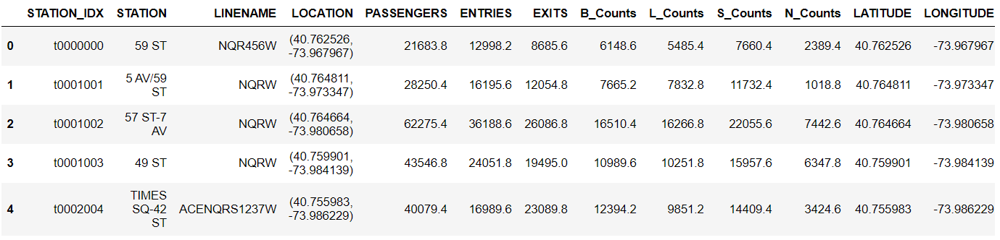 STATION_IDX STATION LINENAME LOCATION PASSENGERS ENTRIES EXITS B_Counts L_Counts S_Counts N_Counts LATITUDE LONGITUDE
0 t0000000 59 ST NQR456W (40.762526, -73.967967) 21683.8 12998.2 8685.6 6148.6 5485.4 7660.4 2389.4 40.762526 -73.967967
1 t0001001 5 AV/59 ST NQRW (40.764811, -73.973347) 28250.4 16195.6 12054.8 7665.2 7832.8 11732.4 1018.8 40.764811 -73.973347
2 t0001002 57 ST-7 AV NQRW (40.764664, -73.980658) 62275.4 36188.6 26086.8 16510.4 16266.8 22055.6 7442.6 40.764664 -73.980658
3 t0001003 49 ST NQRW (40.759901, -73.984139) 43546.8 24051.8 19495.0 10989.6 10251.8 15957.6 6347.8 40.759901 -73.984139
4 t0002004 TIMES SQ-42 ST ACENQRS1237W (40.755983, -73.986229) 40079.4 16989.6 23089.8 12394.2 9851.2 14409.4 3424.6 40.755983 -73.986229